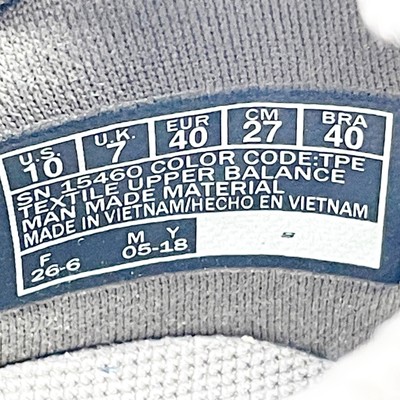 U.S. U.K. EUR CM BRA
10 7 40 27 40
SN 15460 COLOR CODE:TPE
TEXTILE UPPER BALANCE
MAN MADE MATERIAL
MADE IN VIETNAM/HECHO EN VIETNAM
F M Y
26-6 05-18